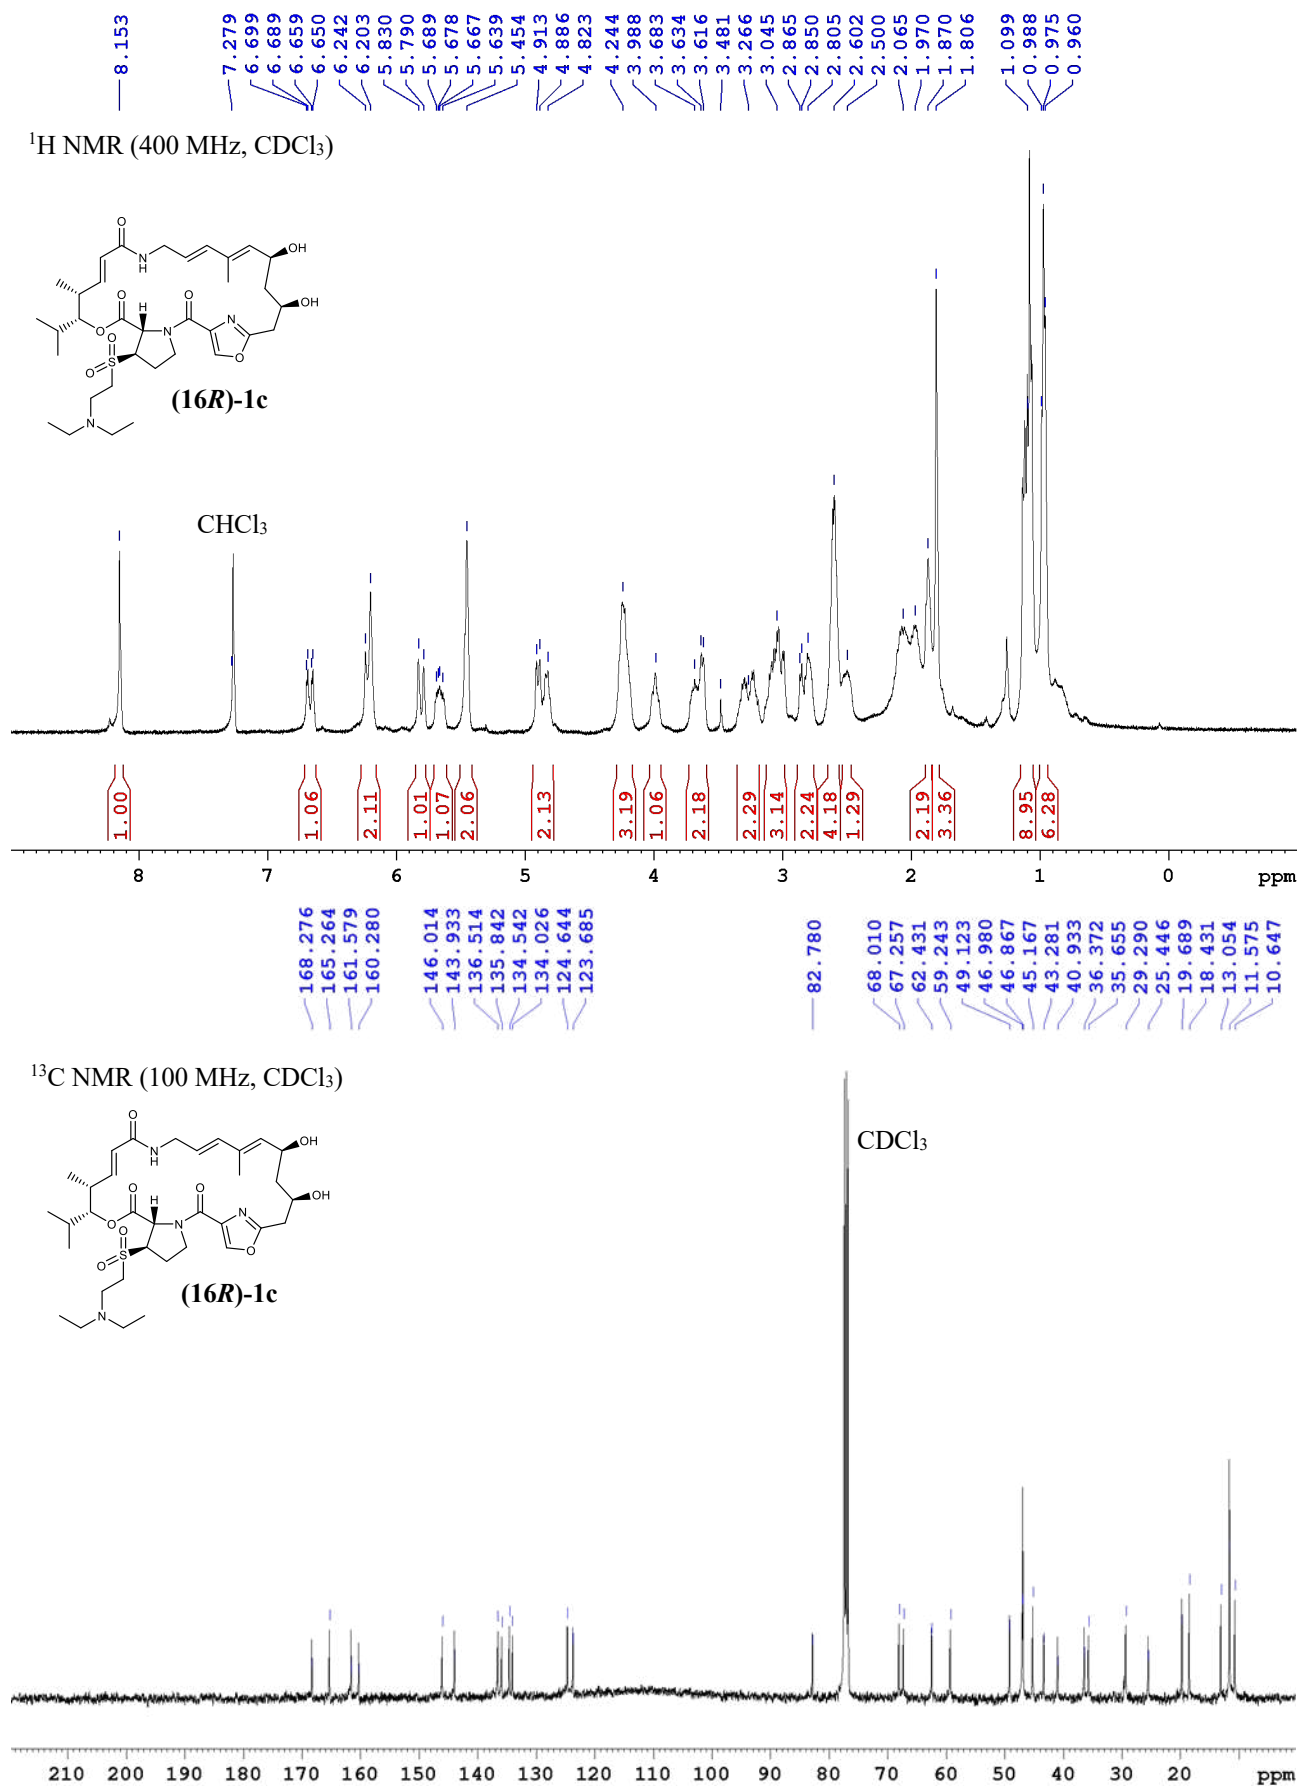 8.153
7.279
6.699
6.689
6.659
6.650
6.242
6.203
5.830
5.790
5.689
5.678
5.667
5.639
5.454
4.913
4.886
4.823
4.244
3.988
3.683
3.634
3.616
3.481
3.266
3.045
2.865
2.850
2.805
2.602
2.500
2.065
1.970
1.870
1.806
1.099
0.988
0.975
0.960
¹H NMR (400 MHz, CDCl₃)
O
N
H
OH
OH
O
H
O
N
O
N
O
O
S
O
N
(16R)-1c
CHCl₃
1.00
1.06
2.11
1.01
1.07
2.06
2.13
3.19
1.06
2.18
2.29
3.14
2.24
4.18
1.29
2.19
3.36
8.95
6.28
8 7 6 5 4 3 2 1 0 ppm
168.276
165.264
161.579
160.280
146.014
143.933
136.514
135.842
134.542
134.026
124.644
123.685
82.780
68.010
67.257
62.431
59.243
49.123
46.980
46.867
45.167
43.281
40.933
36.372
35.655
29.290
25.446
19.689
18.431
13.054
11.575
10.647
¹³C NMR (100 MHz, CDCl₃)
O
N
H
OH
OH
O
H
O
N
O
N
O
O
S
O
N
(16R)-1c
CDCl₃
210 200 190 180 170 160 150 140 130 120 110 100 90 80 70 60 50 40 30 20 ppm